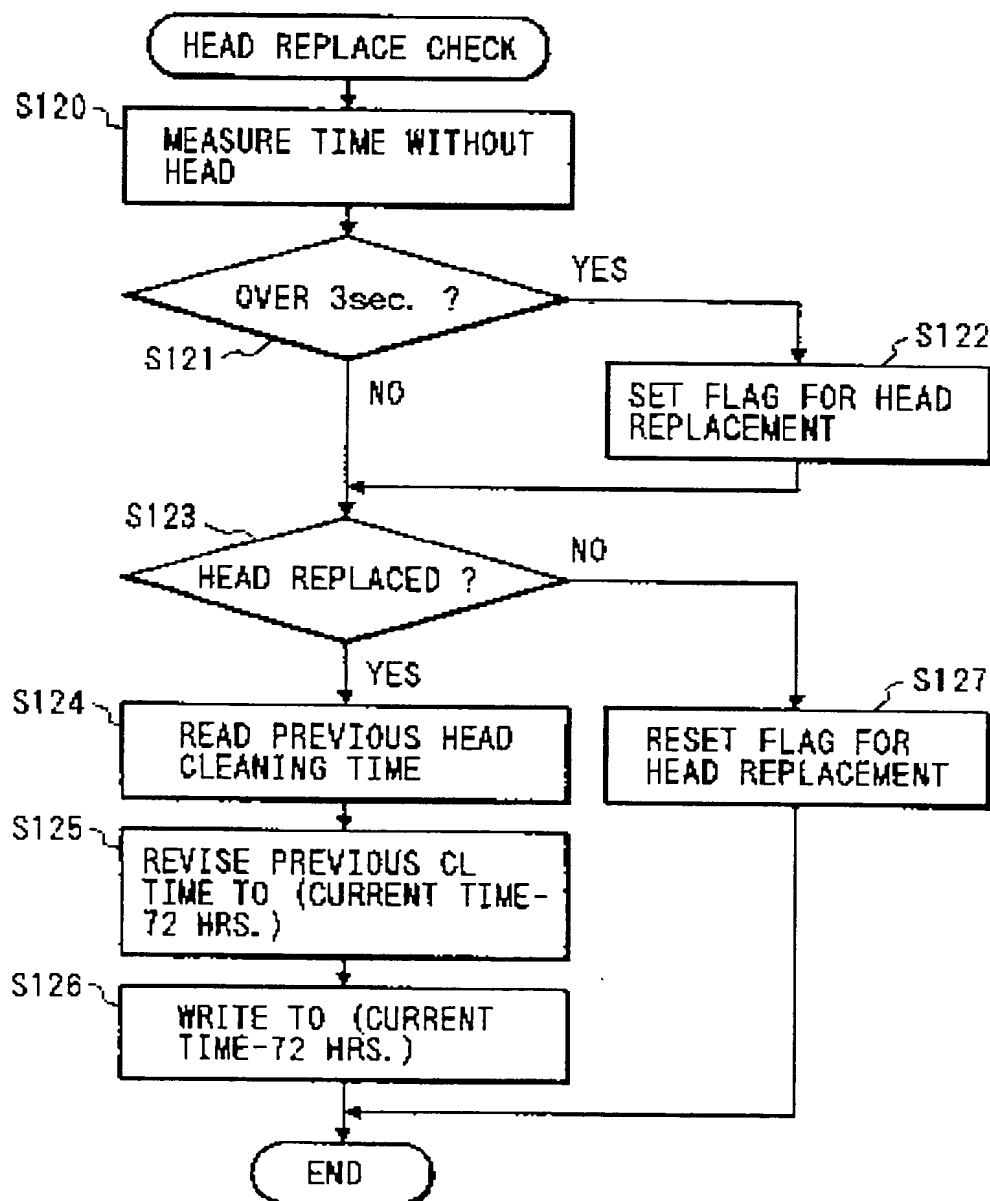 HEAD REPLACE CHECK
S120
MEASURE TIME WITHOUT
HEAD
OVER 3sec. ?
YES
S121
NO
S122
SET FLAG FOR HEAD
REPLACEMENT
S123
HEAD REPLACED ?
NO
YES
S124
READ PREVIOUS HEAD
CLEANING TIME
S127
RESET FLAG FOR
HEAD REPLACEMENT
S125
REVISE PREVIOUS CL
TIME TO (CURRENT TIME-
72 HRS.)
S126
WRITE TO (CURRENT
TIME-72 HRS.)
END